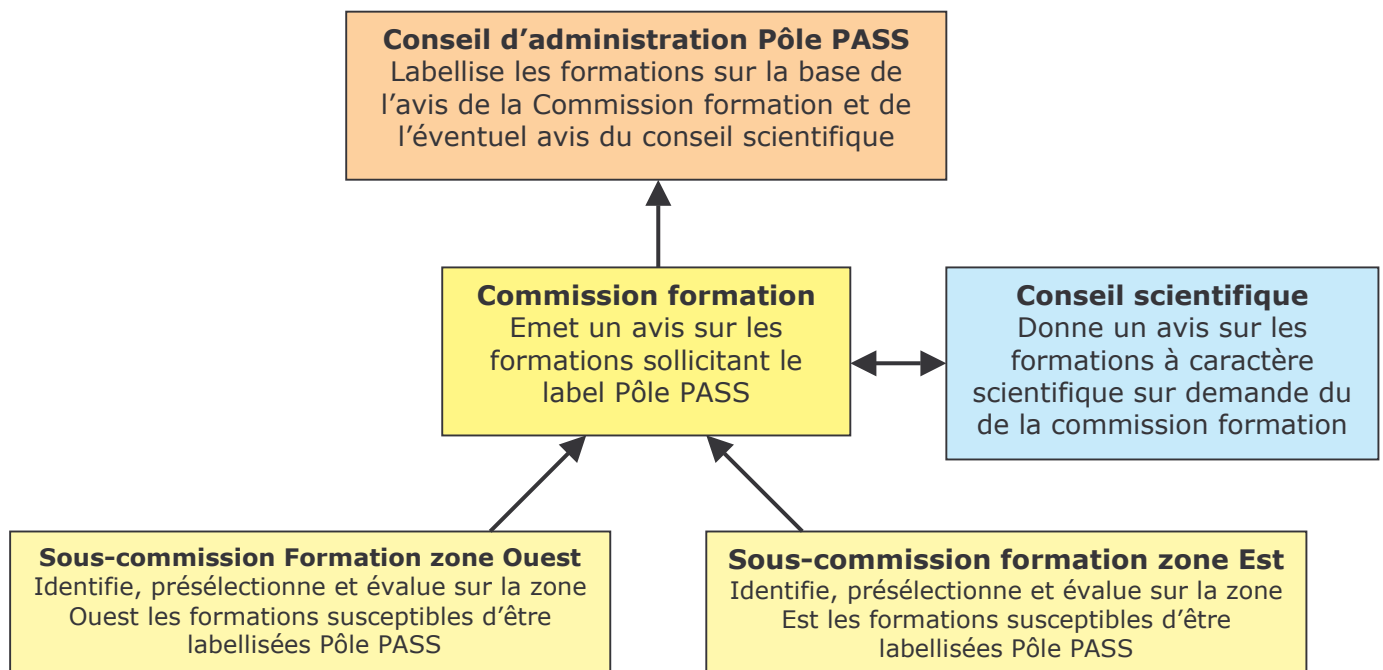 Conseil d’administration Pôle PASS
Labellise les formations sur la base de
l’avis de la Commission formation et de
l’éventuel avis du conseil scientifique
Commission formation
Emet un avis sur les
formations sollicitant le
label Pôle PASS
Conseil scientifique
Donne un avis sur les
formations à caractère
scientifique sur demande du
de la commission formation
Sous-commission Formation zone Ouest
Identifie, présélectionne et évalue sur la zone
Ouest les formations susceptibles d’être
labellisées Pôle PASS
Sous-commission formation zone Est
Identifie, présélectionne et évalue sur la zone
Est les formations susceptibles d’être
labellisées Pôle PASS